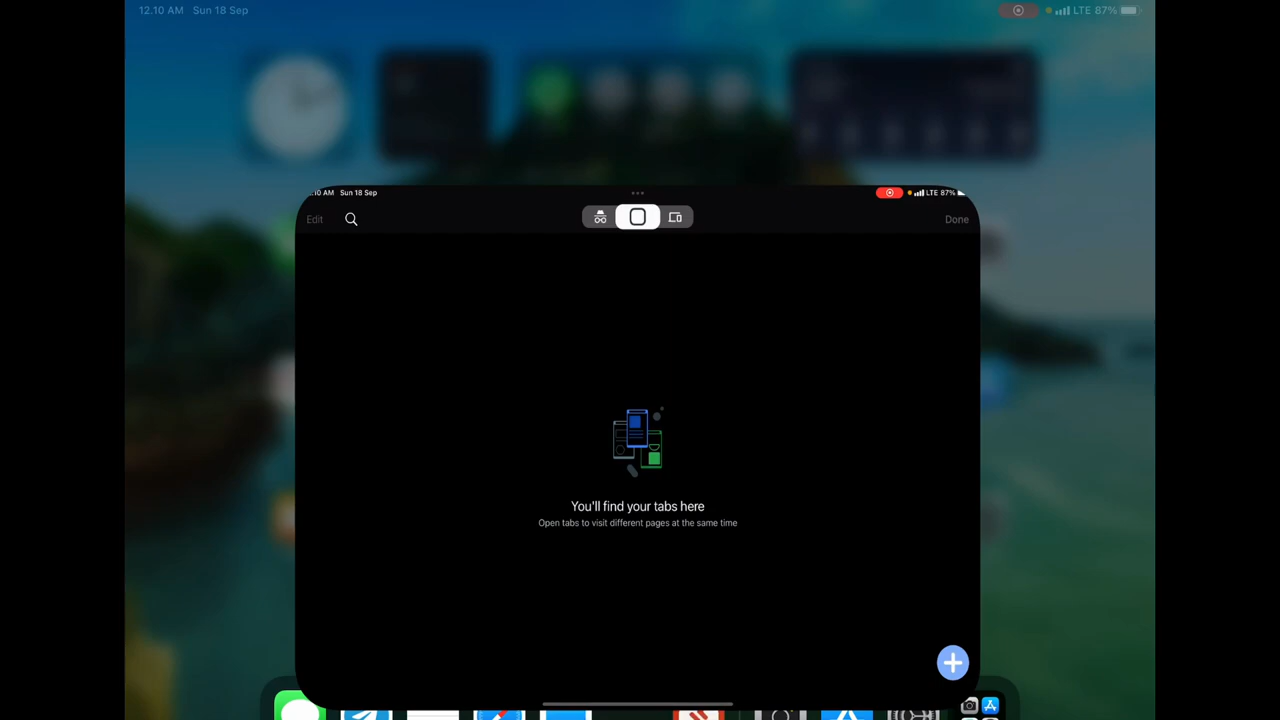 12.10 AM Sun 18 Sep
LTE 87%
:10 AM Sun 18 Sep
LTE 87%
Edit
Done
You'll find your tabs here
Open tabs to visit different pages at the same time